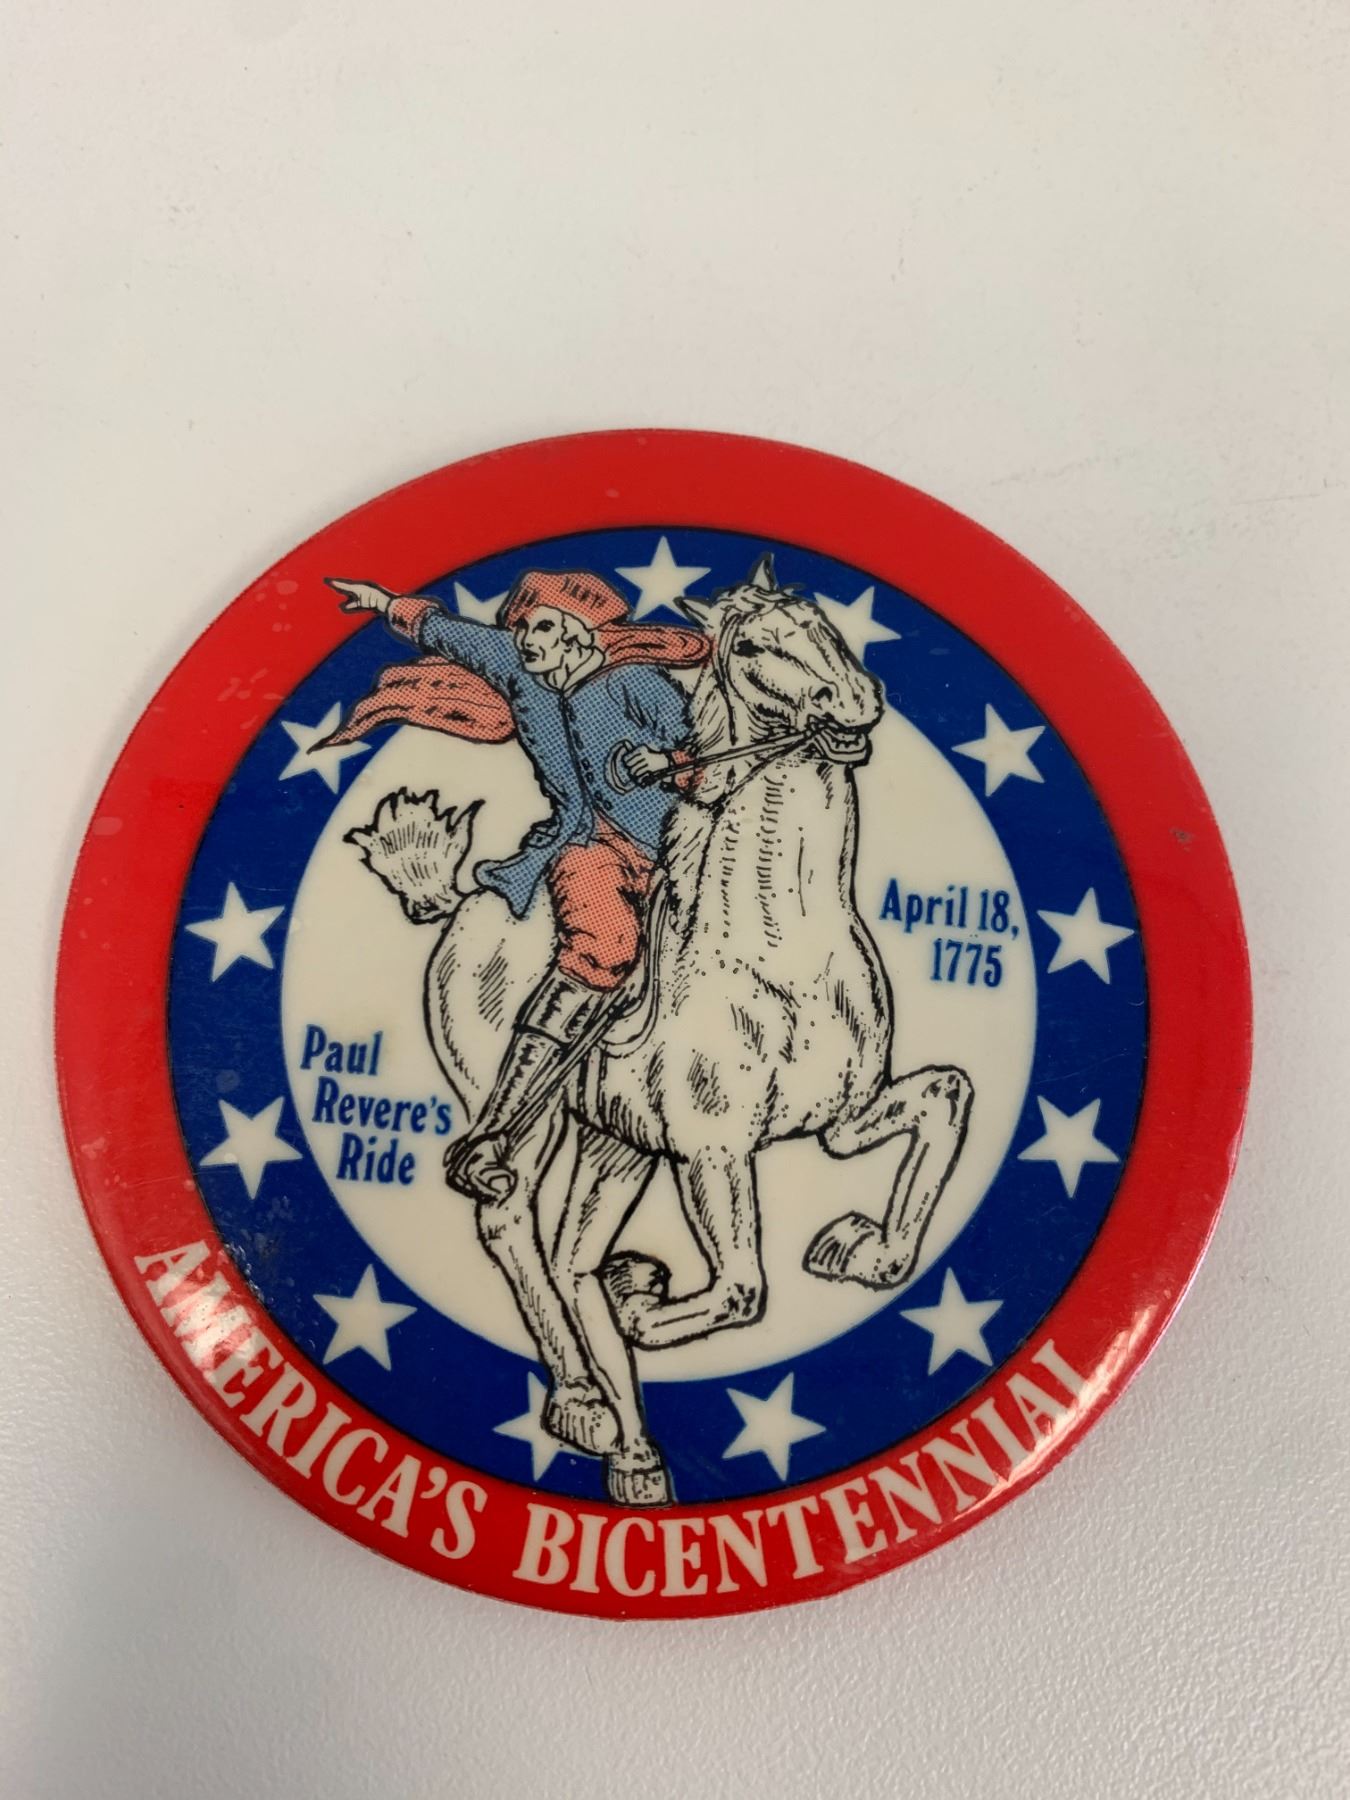 Paul
Revere's
Ride
April 18,
1775
AMERICA'S BICENTENNIAL